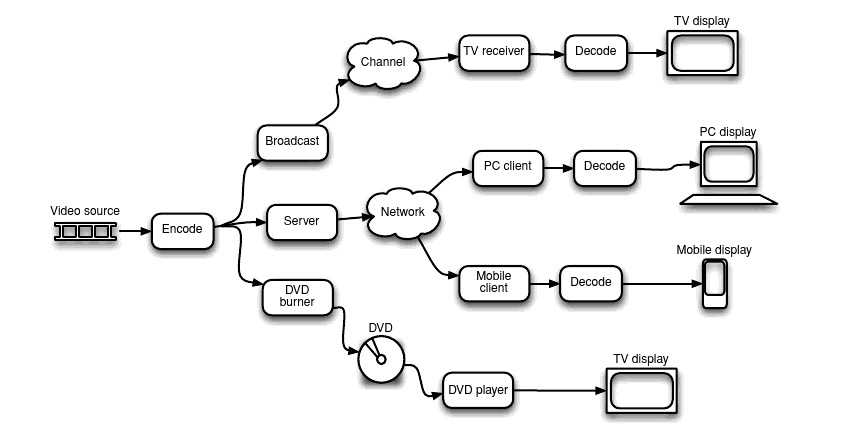 TV display
Channel
TV receiver
Decode
Broadcast
PC display
PC client
Decode
Video source
Encode
Server
Network
Mobile display
Mobile
client
Decode
DVD
burner
DVD
TV display
DVD player